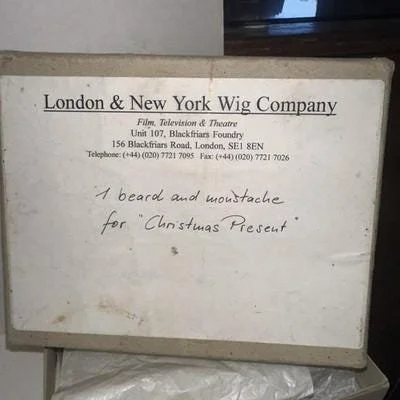 London & New York Wig Company
Film, Television & Theatre
Unit 107, Blackfriars Foundry
156 Blackfriars Road, London, SE1 8EN
Telephone: (+44) (020) 7721 7095 Fax: (+44) (020) 7721 7026
1 beard and moustache
for "Christmas Present"